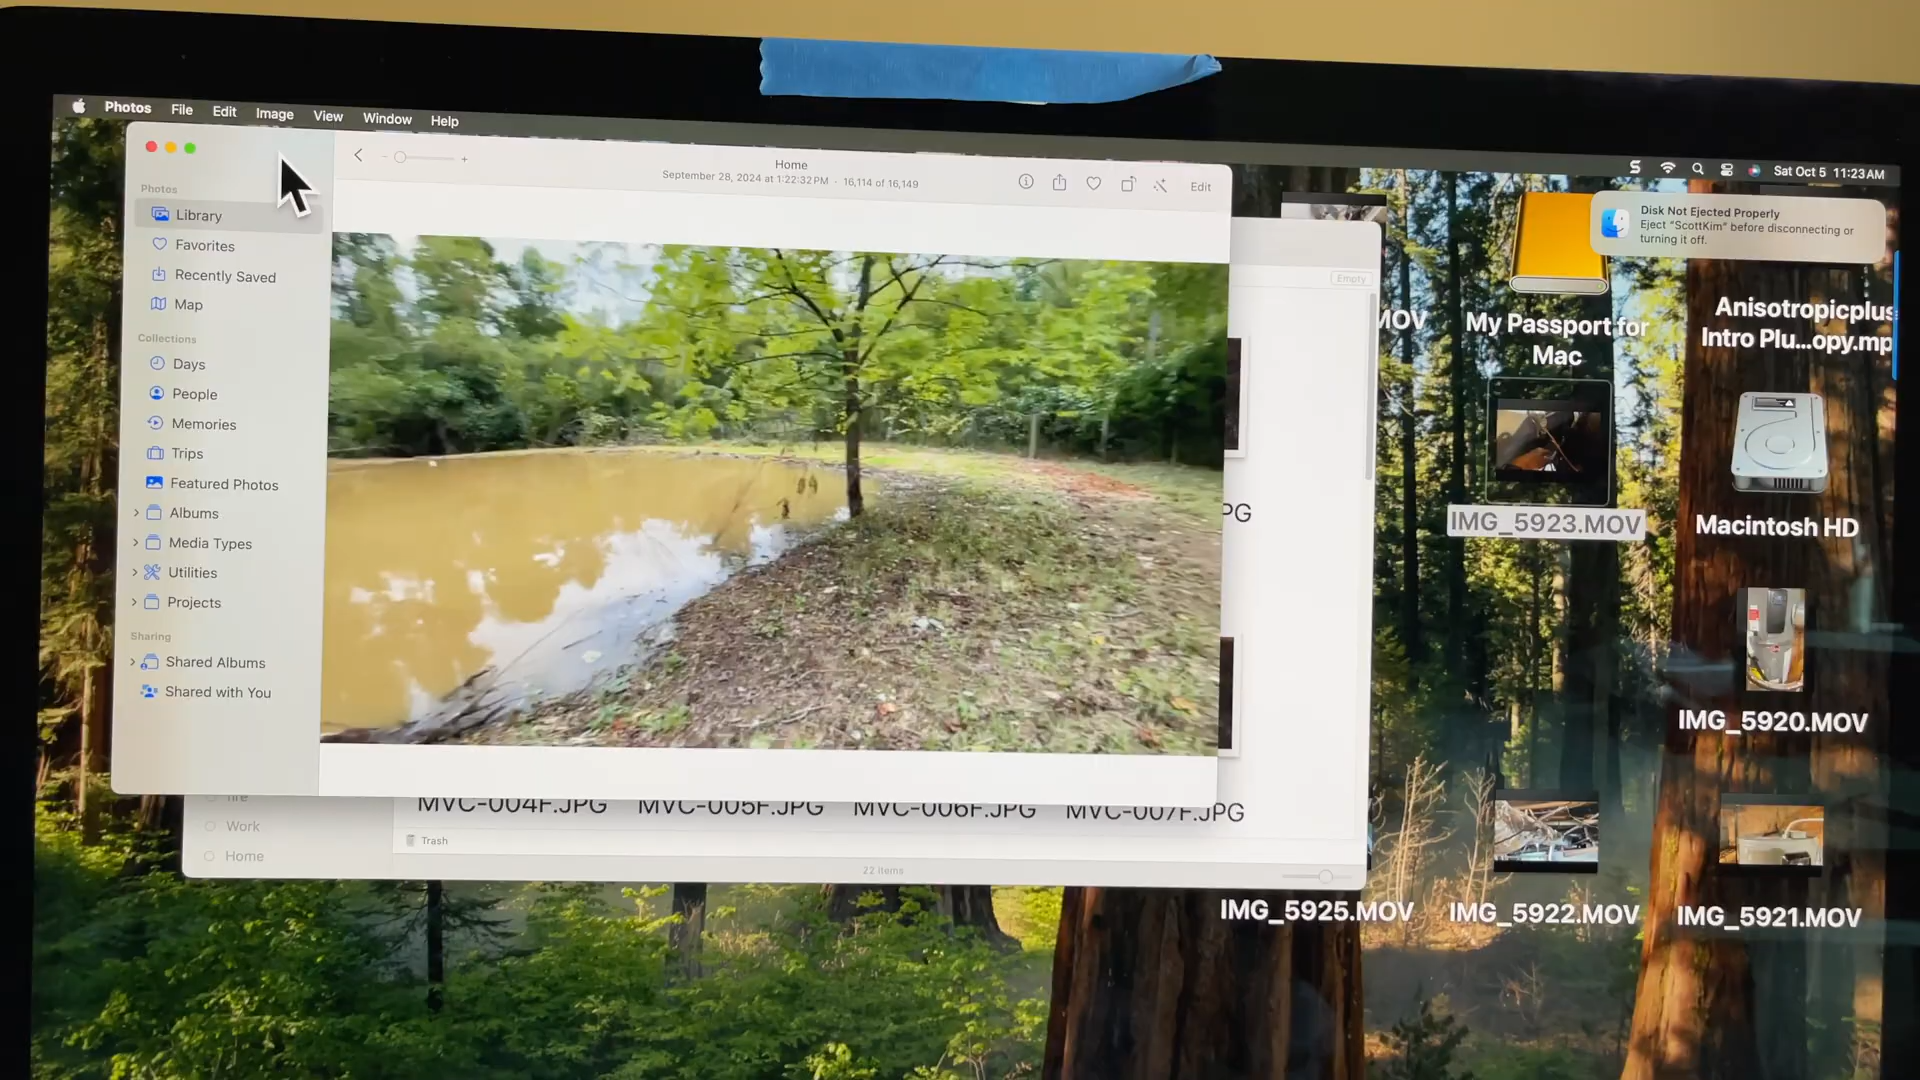 Photos File Edit Image View Window Help
Sat Oct 5 11:23AM
Home
September 28, 2024 at 1:22:32PM - 16,114 of 16,149
Edit
Photos
Library
Favorites
Recently Saved
Map
Collections
Days
People
Memories
Trips
Featured Photos
Albums
Media Types
Utilities
Projects
Sharing
Shared Albums
Shared with You
Disk Not Ejected Properly
Eject "ScottKim" before disconnecting or
turning it off.
Empty
MOV
My Passport for
Mac
Anisotropicplus
Intro Plu...opy.mp
PG
IMG_5923.MOV
Macintosh HD
IMG_5920.MOV
MVC-004F.JPG MVC-005F.JPG MVC-006F.JPG MVC-007F.JPG
Work
Home
Trash
22 items
IMG_5925.MOV
IMG_5922.MOV
IMG_5921.MOV